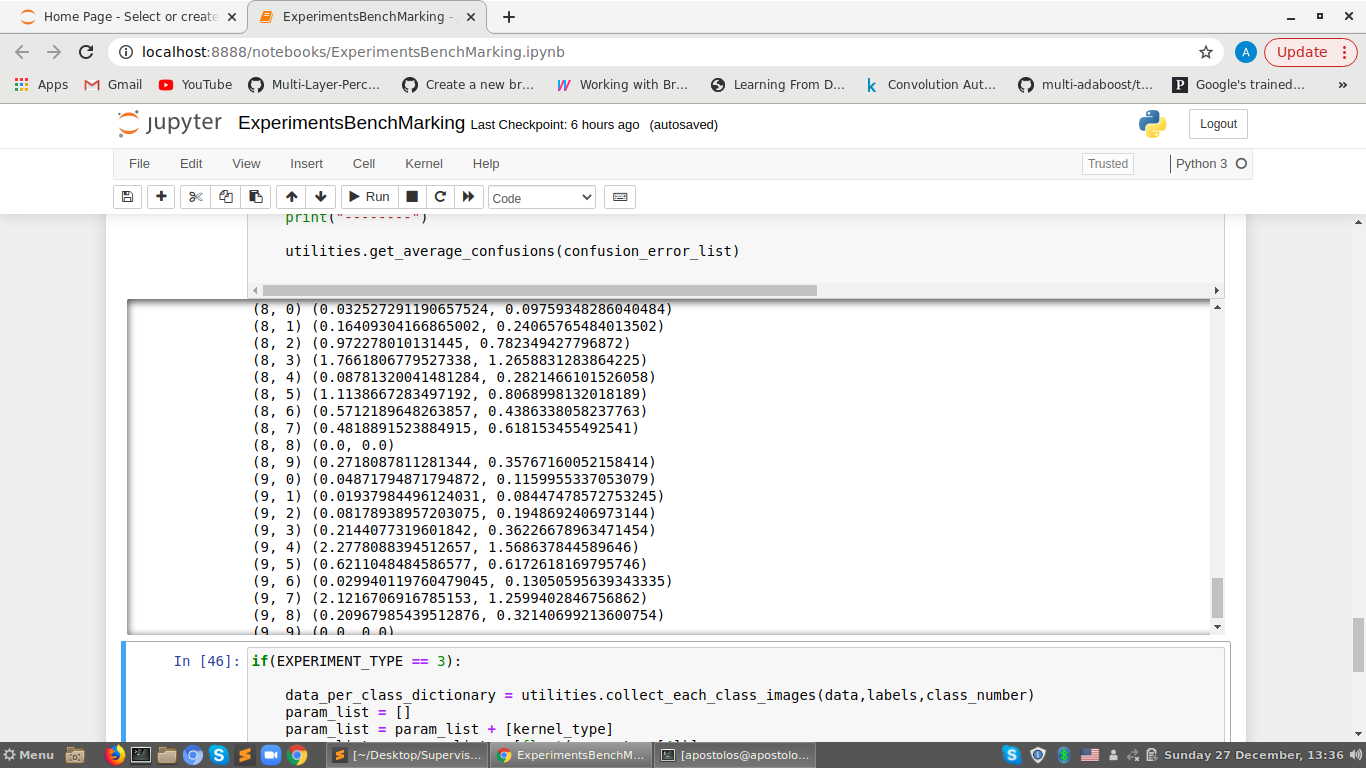 Home Page - Select or create
ExperimentsBenchMarking -
localhost:8888/notebooks/ExperimentsBenchMarking.ipynb
A
Update
Apps
Gmail
YouTube
Multi-Layer-Perc...
Create a new br...
Working with Br...
Learning From D...
Convolution Aut...
multi-adaboost/t...
Google's trained...
»
jupyter
ExperimentsBenchMarking Last Checkpoint: 6 hours ago (autosaved)
Logout
File Edit View Insert Cell Kernel Help
Trusted
Python 3
Run
Code
print("--------")
utilities.get_average_confusions(confusion_error_list)
(8, 0) (0.032527291190657524, 0.09759348286040484)
(8, 1) (0.16409304166865002, 0.24065765484013502)
(8, 2) (0.972278010131445, 0.782349427796872)
(8, 3) (1.7661806779527338, 1.2658831283864225)
(8, 4) (0.08781320041481284, 0.2821466101526058)
(8, 5) (1.1138667283497192, 0.8068998132018189)
(8, 6) (0.5712189648263857, 0.4386338058237763)
(8, 7) (0.4818891523884915, 0.618153455492541)
(8, 8) (0.0, 0.0)
(8, 9) (0.2718087811281344, 0.35767160052158414)
(9, 0) (0.04871794871794872, 0.1159955337053079)
(9, 1) (0.01937984496124031, 0.08447478572753245)
(9, 2) (0.08178938957203075, 0.1948692406973144)
(9, 3) (0.2144077319601842, 0.36226678963471454)
(9, 4) (2.2778088394512657, 1.568637844589646)
(9, 5) (0.6211048484586577, 0.6172618169795746)
(9, 6) (0.029940119760479045, 0.13050595639343335)
(9, 7) (2.1216706916785153, 1.2599402846756862)
(9, 8) (0.20967985439512876, 0.32140699213600754)
(9, 9) (0.0, 0.0)
In [46]:
if(EXPERIMENT_TYPE == 3):
data_per_class_dictionary = utilities.collect_each_class_images(data,labels,class_number)
param_list = []
param_list = param_list + [kernel_type]
Menu
[~/Desktop/Supervis...
ExperimentsBenchM...
[apostolos@apostolo...
Sunday 27 December, 13:36